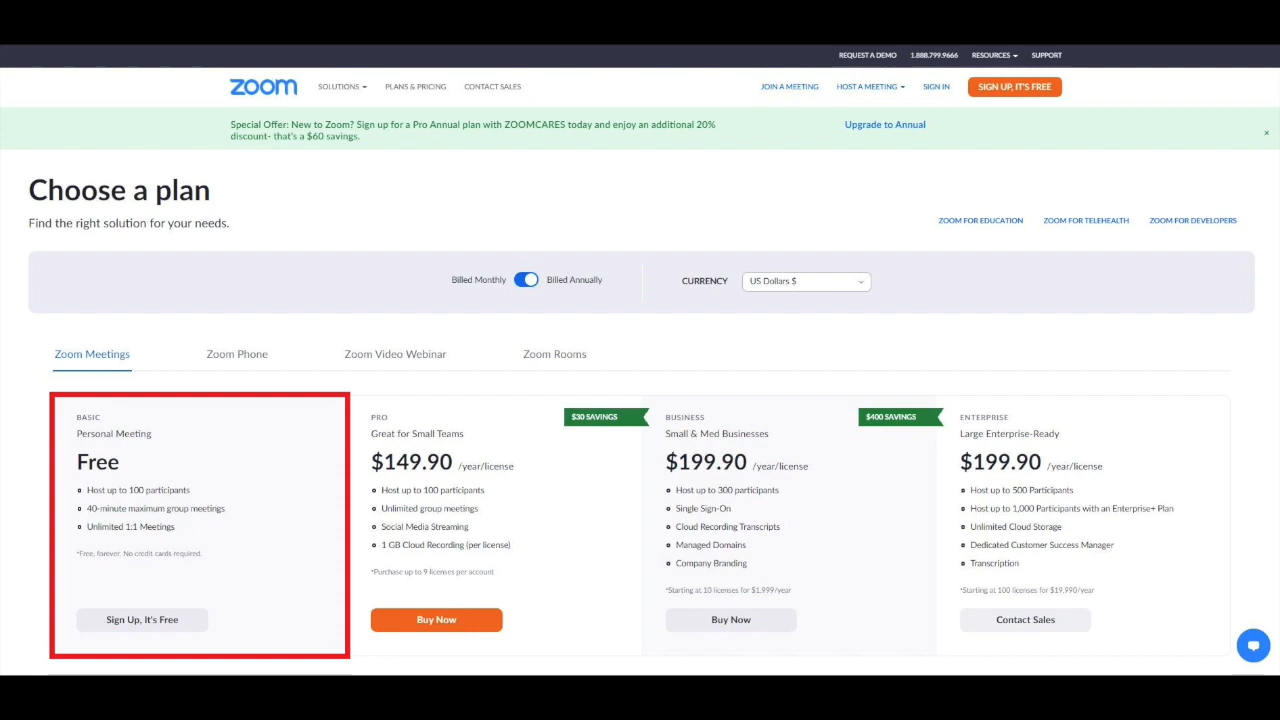 REQUEST A DEMO 1.888.799.9666 RESOURCES SUPPORT
zoom SOLUTIONS PLANS & PRICING CONTACT SALES JOIN A MEETING HOST A MEETING SIGN IN SIGN UP, IT'S FREE
Special Offer: New to Zoom? Sign up for a Pro Annual plan with ZOOMCARES today and enjoy an additional 20%
discount- that's a $60 savings.
Upgrade to Annual
×
Choose a plan
Find the right solution for your needs.
ZOOM FOR EDUCATION ZOOM FOR TELEHEALTH ZOOM FOR DEVELOPERS
Billed Monthly Billed Annually CURRENCY US Dollars $
Zoom Meetings Zoom Phone Zoom Video Webinar Zoom Rooms
BASIC
Personal Meeting
Free
Host up to 100 participants
40-minute maximum group meetings
Unlimited 1:1 Meetings
*Free, forever. No credit cards required.
Sign Up, It's Free
PRO
$30 SAVINGS
Great for Small Teams
$149.90 /year/license
Host up to 100 participants
Unlimited group meetings
Social Media Streaming
1 GB Cloud Recording (per license)
*Purchase up to 9 licenses per account
Buy Now
BUSINESS
$400 SAVINGS
Small & Med Businesses
$199.90 /year/license
Host up to 300 participants
Single Sign-On
Cloud Recording Transcripts
Managed Domains
Company Branding
*Starting at 10 licenses for $1,999/year
Buy Now
ENTERPRISE
Large Enterprise-Ready
$199.90 /year/license
Host up to 500 Participants
Host up to 1,000 Participants with an Enterprise+ Plan
Unlimited Cloud Storage
Dedicated Customer Success Manager
Transcription
*Starting at 100 licenses for $19,990/year
Contact Sales